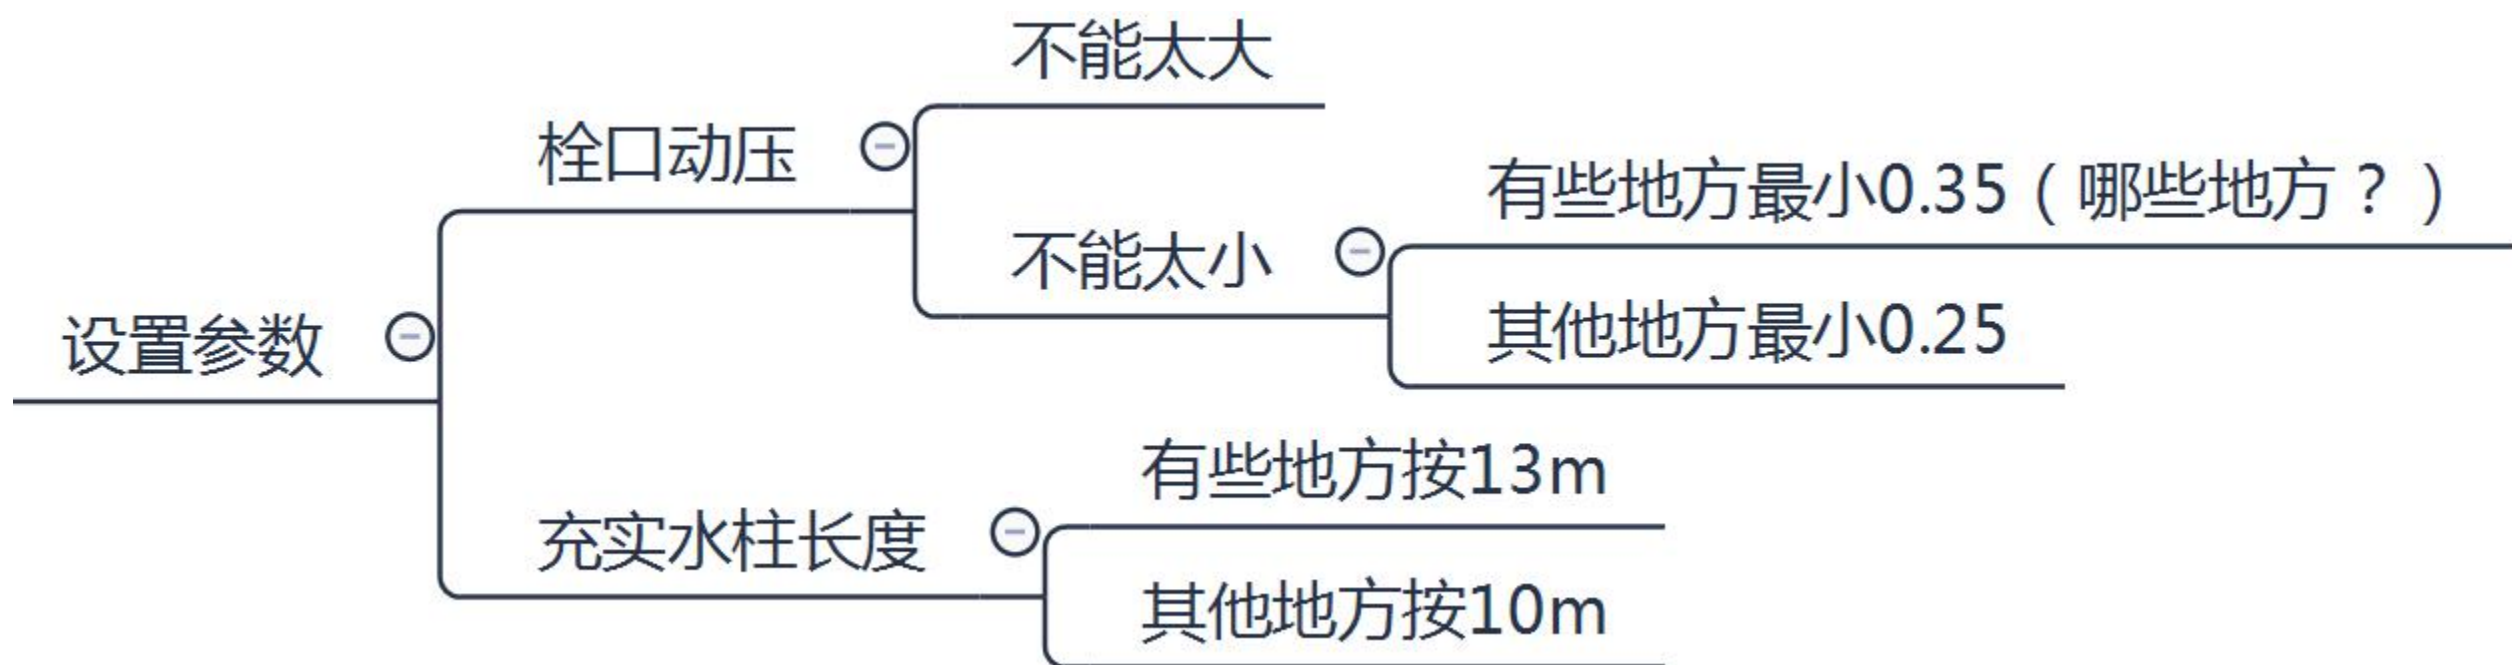 设置参数
栓口动压
不能太大
不能太小
有些地方最小0.35（哪些地方？）
其他地方最小0.25
充实水柱长度
有些地方按13m
其他地方按10m